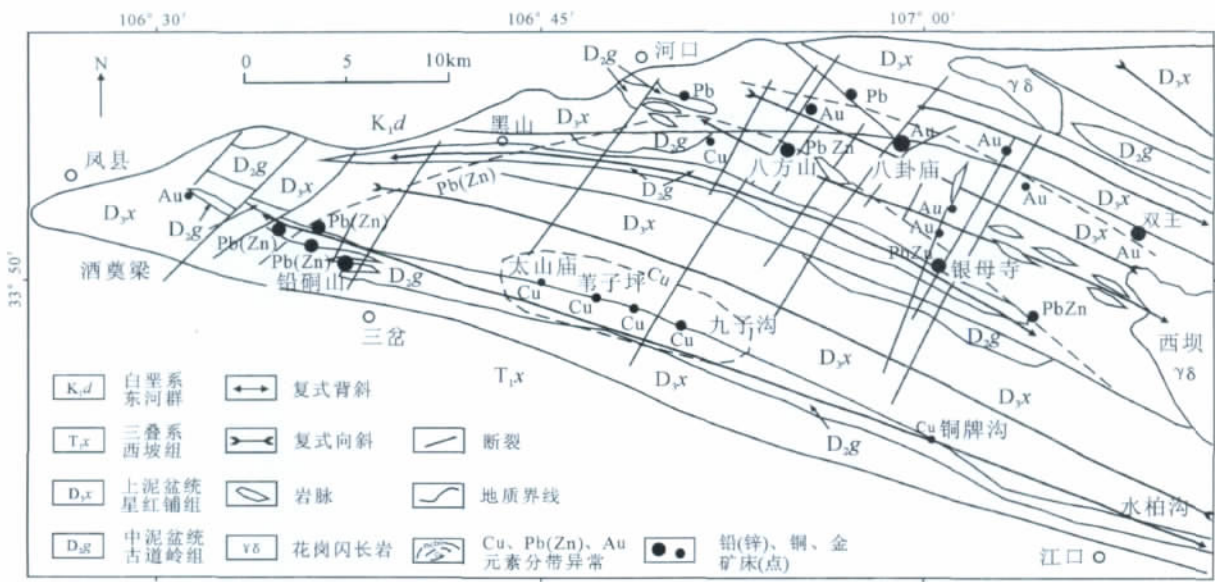 106°30′ 106°45′ 107°00′
33°50′
N
0 5 10km
河口
D₂g
Pb
D₃x
γδ
D₃x
Pb
Au
K₁d
黑山
D₃x
D₂g
Cu
Pb Zn
Au
Au
D₂g
凤县
D₂g
D₃x
Pb(Zn)
D₂g
八方山
八卦庙
Au
D₃x
双王
Au
Au
D₃x
D₂g
Pb(Zn)
D₃x
D₃x
Au
Au
D₃x
Pb(Zn)
Pb(Zn)
PbZn
酒奠梁
铅硐山
D₂g
太山庙
Cu
苇子坪
银母寺
Cu
Cu
Cu
Cu
九子沟
PbZn
三岔
D₃x
D₂g
西坝
γδ
T₁x
D₃x
D₃x
D₂g
Cu 铜牌沟
水柏沟
江口
K₁d 白垩系
东河群
复式背斜
T₁x 三叠系
西坡组
复式向斜
断裂
D₃x 上泥盆统
星红铺组
岩脉
地质界线
D₂g 中泥盆统
古道岭组
γδ 花岗闪长岩
Cu、Pb(Zn)、Au
元素分带异常
铅(锌)、铜、金
矿床(点)